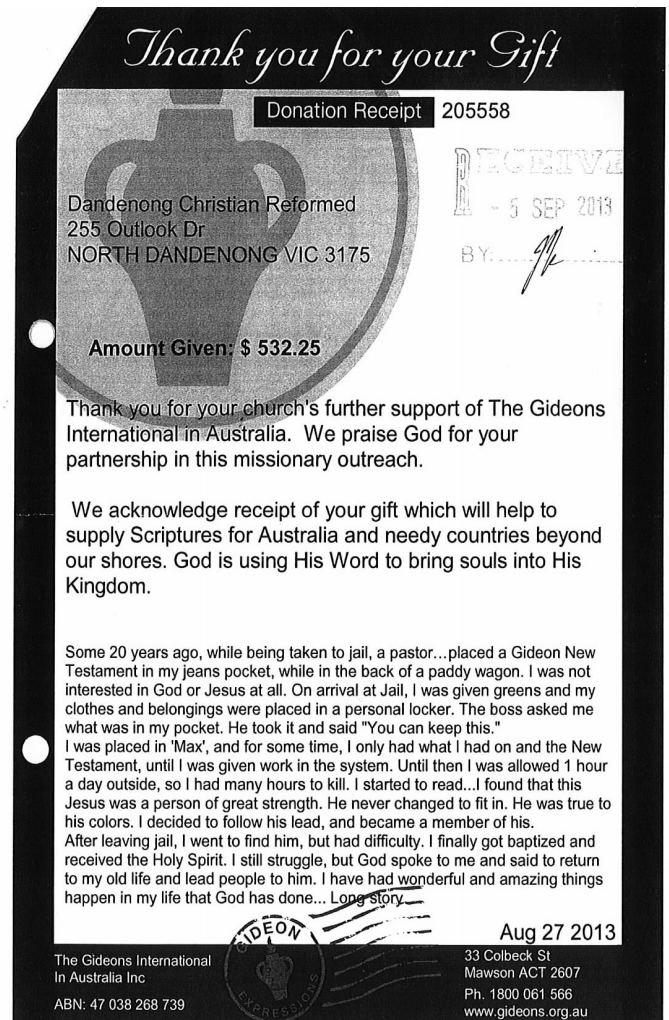 Thank you for your Gift
Donation Receipt 205558
RECEIVE
- 5 SEP 2013
BY:
Dandenong Christian Reformed
255 Outlook Dr
NORTH DANDENONG VIC 3175
Amount Given: $ 532.25
Thank you for your church's further support of The Gideons
International in Australia. We praise God for your
partnership in this missionary outreach.
We acknowledge receipt of your gift which will help to
supply Scriptures for Australia and needy countries beyond
our shores. God is using His Word to bring souls into His
Kingdom.
Some 20 years ago, while being taken to jail, a pastor...placed a Gideon New
Testament in my jeans pocket, while in the back of a paddy wagon. I was not
interested in God or Jesus at all. On arrival at Jail, I was given greens and my
clothes and belongings were placed in a personal locker. The boss asked me
what was in my pocket. He took it and said "You can keep this."
I was placed in 'Max', and for some time, I only had what I had on and the New
Testament, until I was given work in the system. Until then I was allowed 1 hour
a day outside, so I had many hours to kill. I started to read...I found that this
Jesus was a person of great strength. He never changed to fit in. He was true to
his colors. I decided to follow his lead, and became a member of his.
After leaving jail, I went to find him, but had difficulty. I finally got baptized and
received the Holy Spirit. I still struggle, but God spoke to me and said to return
to my old life and lead people to him. I have had wonderful and amazing things
happen in my life that God has done... Long story
Aug 27 2013
GIDEON
EXPRESSIONS
The Gideons International
In Australia Inc
ABN: 47 038 268 739
33 Colbeck St
Mawson ACT 2607
Ph. 1800 061 566
www.gideons.org.au